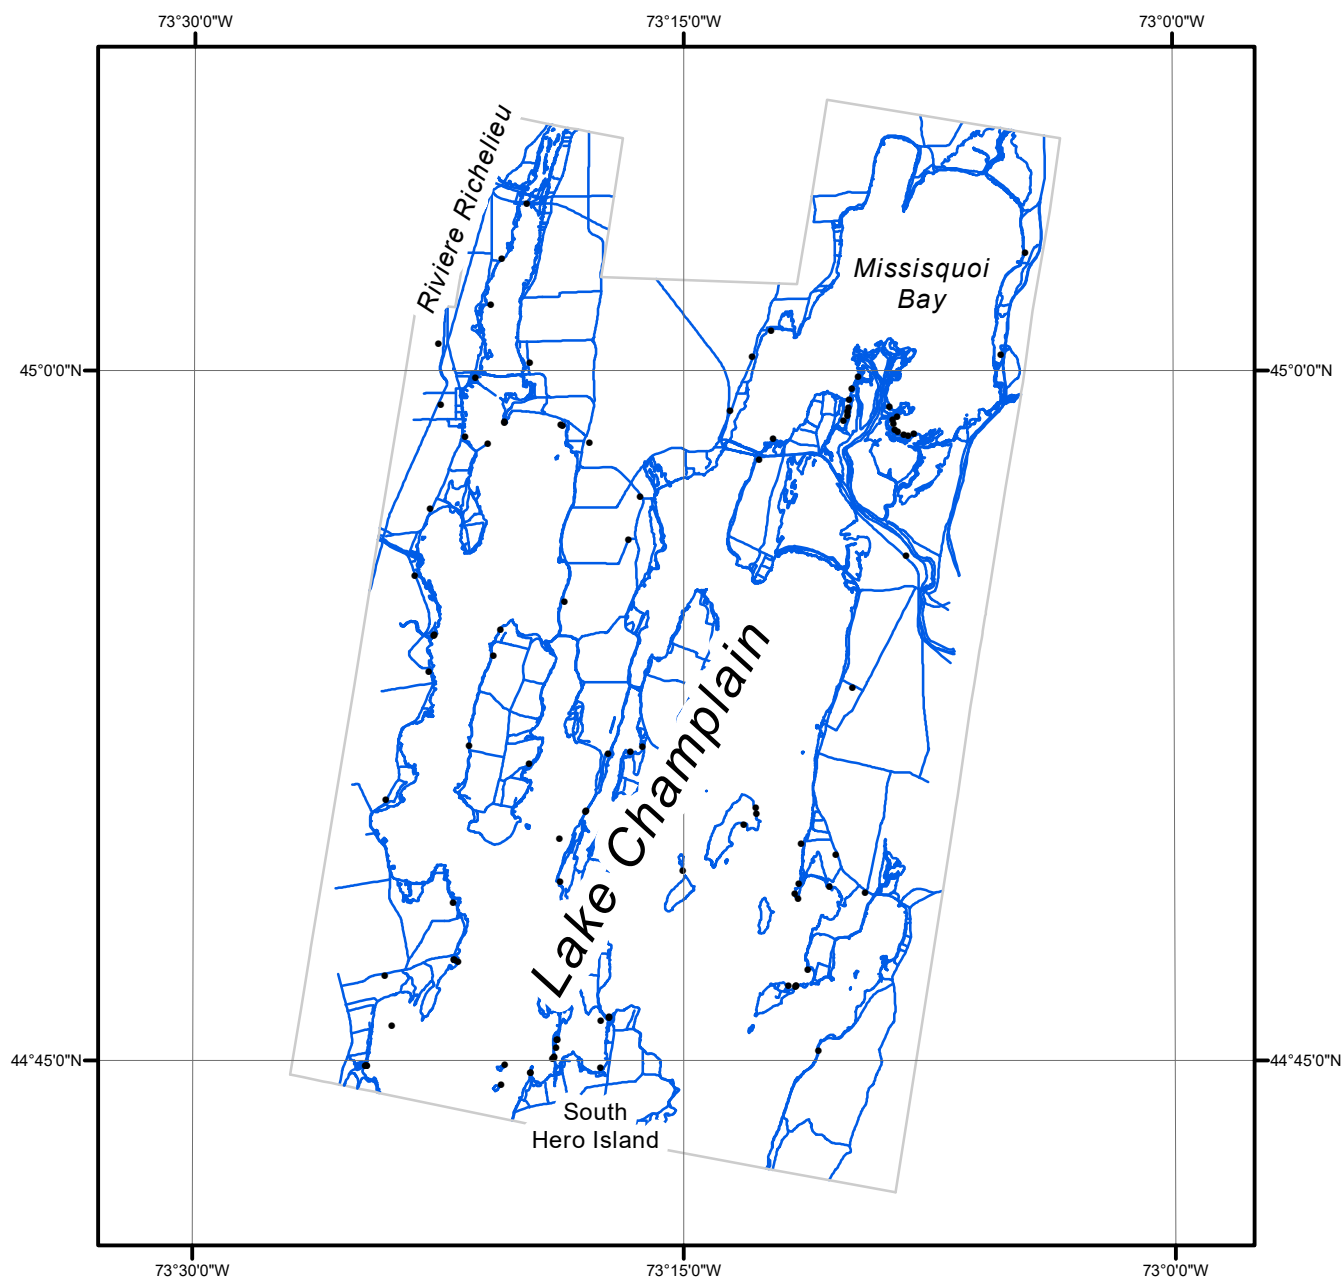 73°30'0"W 73°15'0"W 73°0'0"W
Riviere Richelieu
Missisquoi
Bay
45°0'0"N 45°0'0"N
Lake Champlain
44°45'0"N 44°45'0"N
South
Hero Island
73°30'0"W 73°15'0"W 73°0'0"W